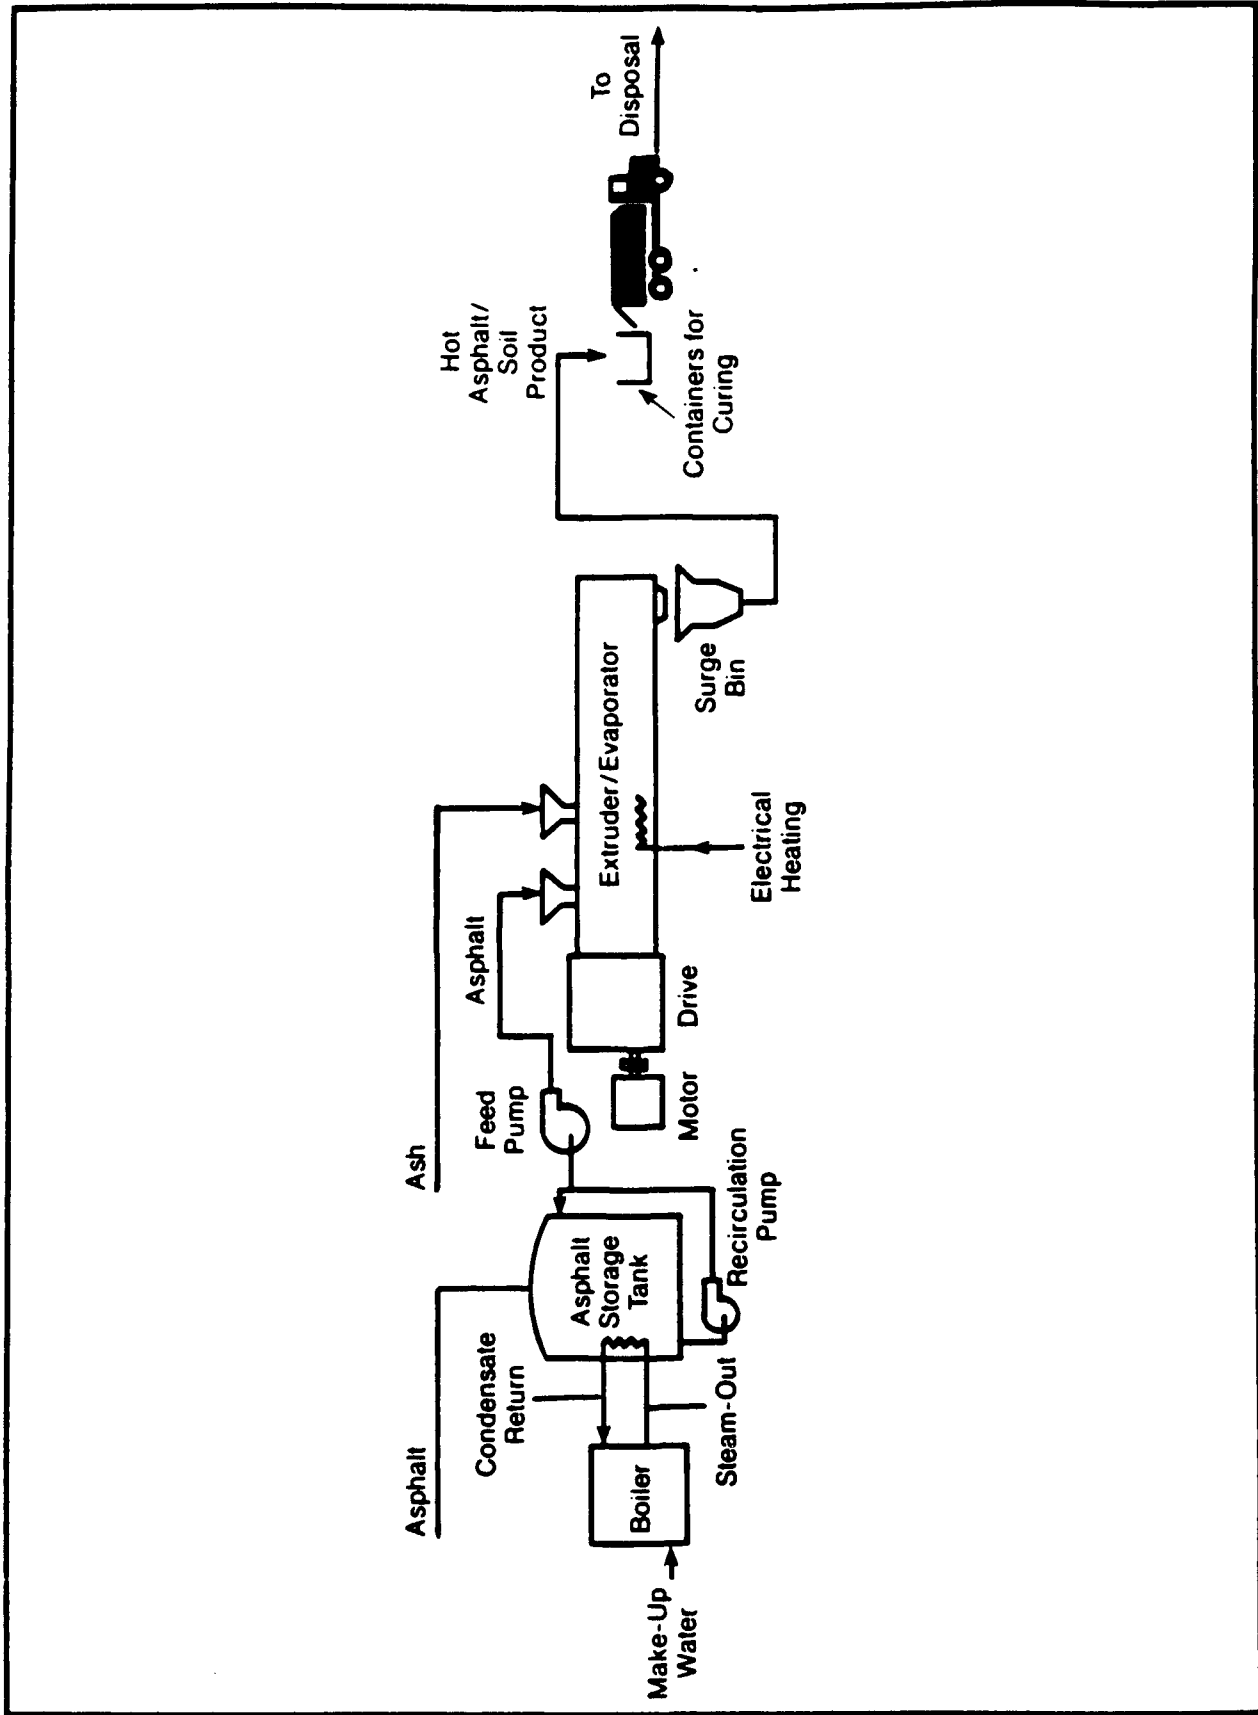 Asphalt
Ash
Condensate
Return
Feed
Pump
Asphalt
Hot
Asphalt/
Soil
Product
To
Disposal
Make-Up
Water
Boiler
Asphalt
Storage
Tank
Steam-Out
Recirculation
Pump
Motor
Drive
Extruder/Evaporator
Electrical
Heating
Surge
Bin
Containers for
Curing